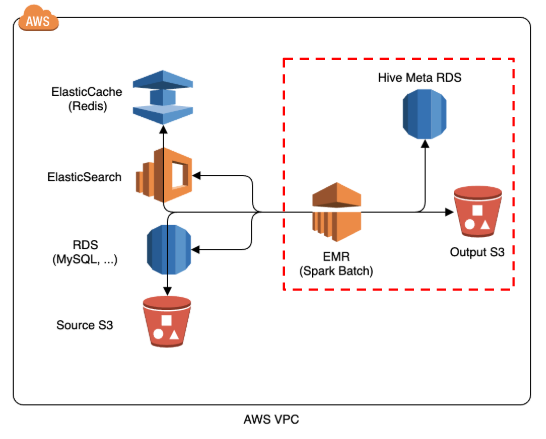 AWS
ElasticCache
(Redis)
Hive Meta RDS
ElasticSearch
RDS
(MySQL, ...)
EMR
(Spark Batch)
Output S3
Source S3
AWS VPC